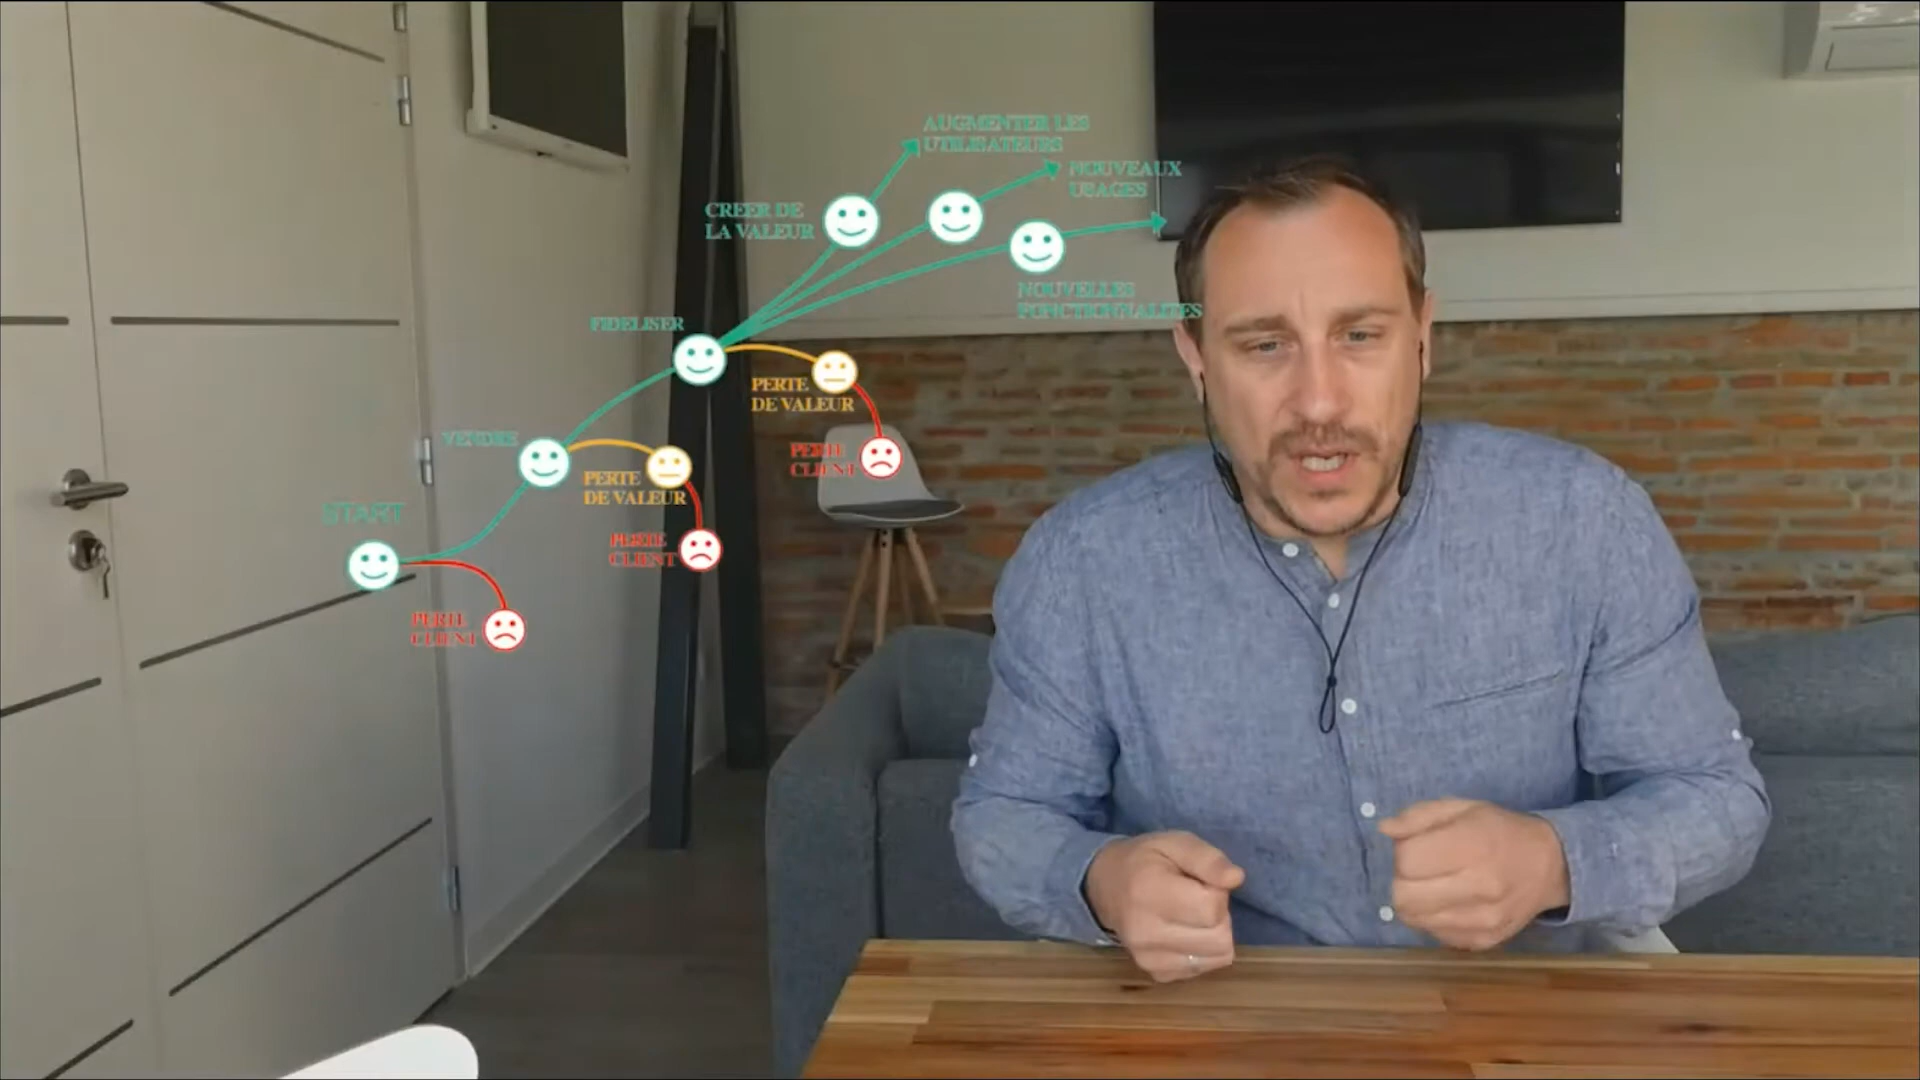 AUGMENTER LES
UTILISATEURS
NOUVEAUX
USAGES
CREER DE
LA VALEUR
NOUVELLES
FONCTIONNALITES
FIDELISER
PERTE
DE VALEUR
VENDRE
PERTE
CLIENT
PERTE
DE VALEUR
START
PERTE
CLIENT
PERTE
CLIENT